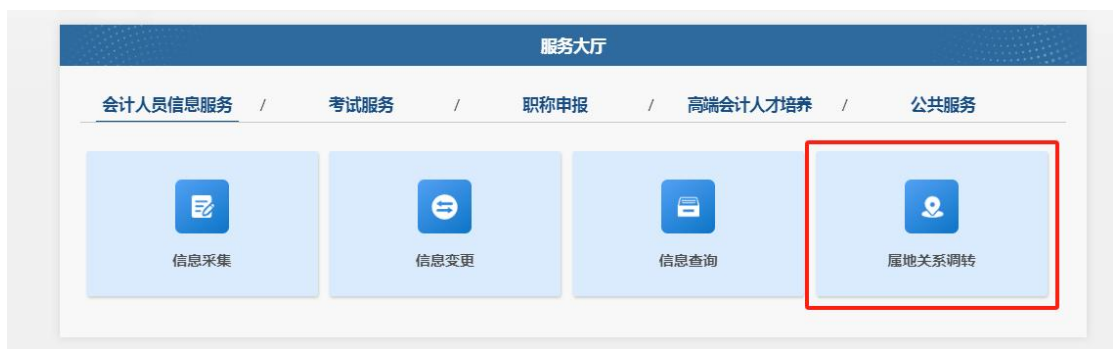 服务大厅
会计人员信息服务 / 考试服务 / 职称申报 / 高端会计人才培养 / 公共服务
信息采集 信息变更 信息查询 属地关系调转